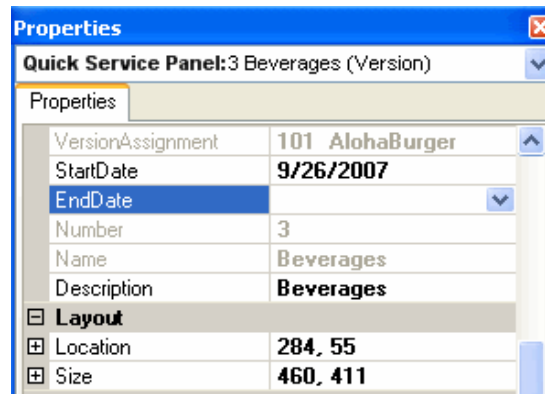 Properties
Quick Service Panel:3 Beverages (Version)
Properties
VersionAssignment 101 AlohaBurger
StartDate 9/26/2007
EndDate
Number 3
Name Beverages
Description Beverages
Layout
Location 284, 55
Size 460, 411